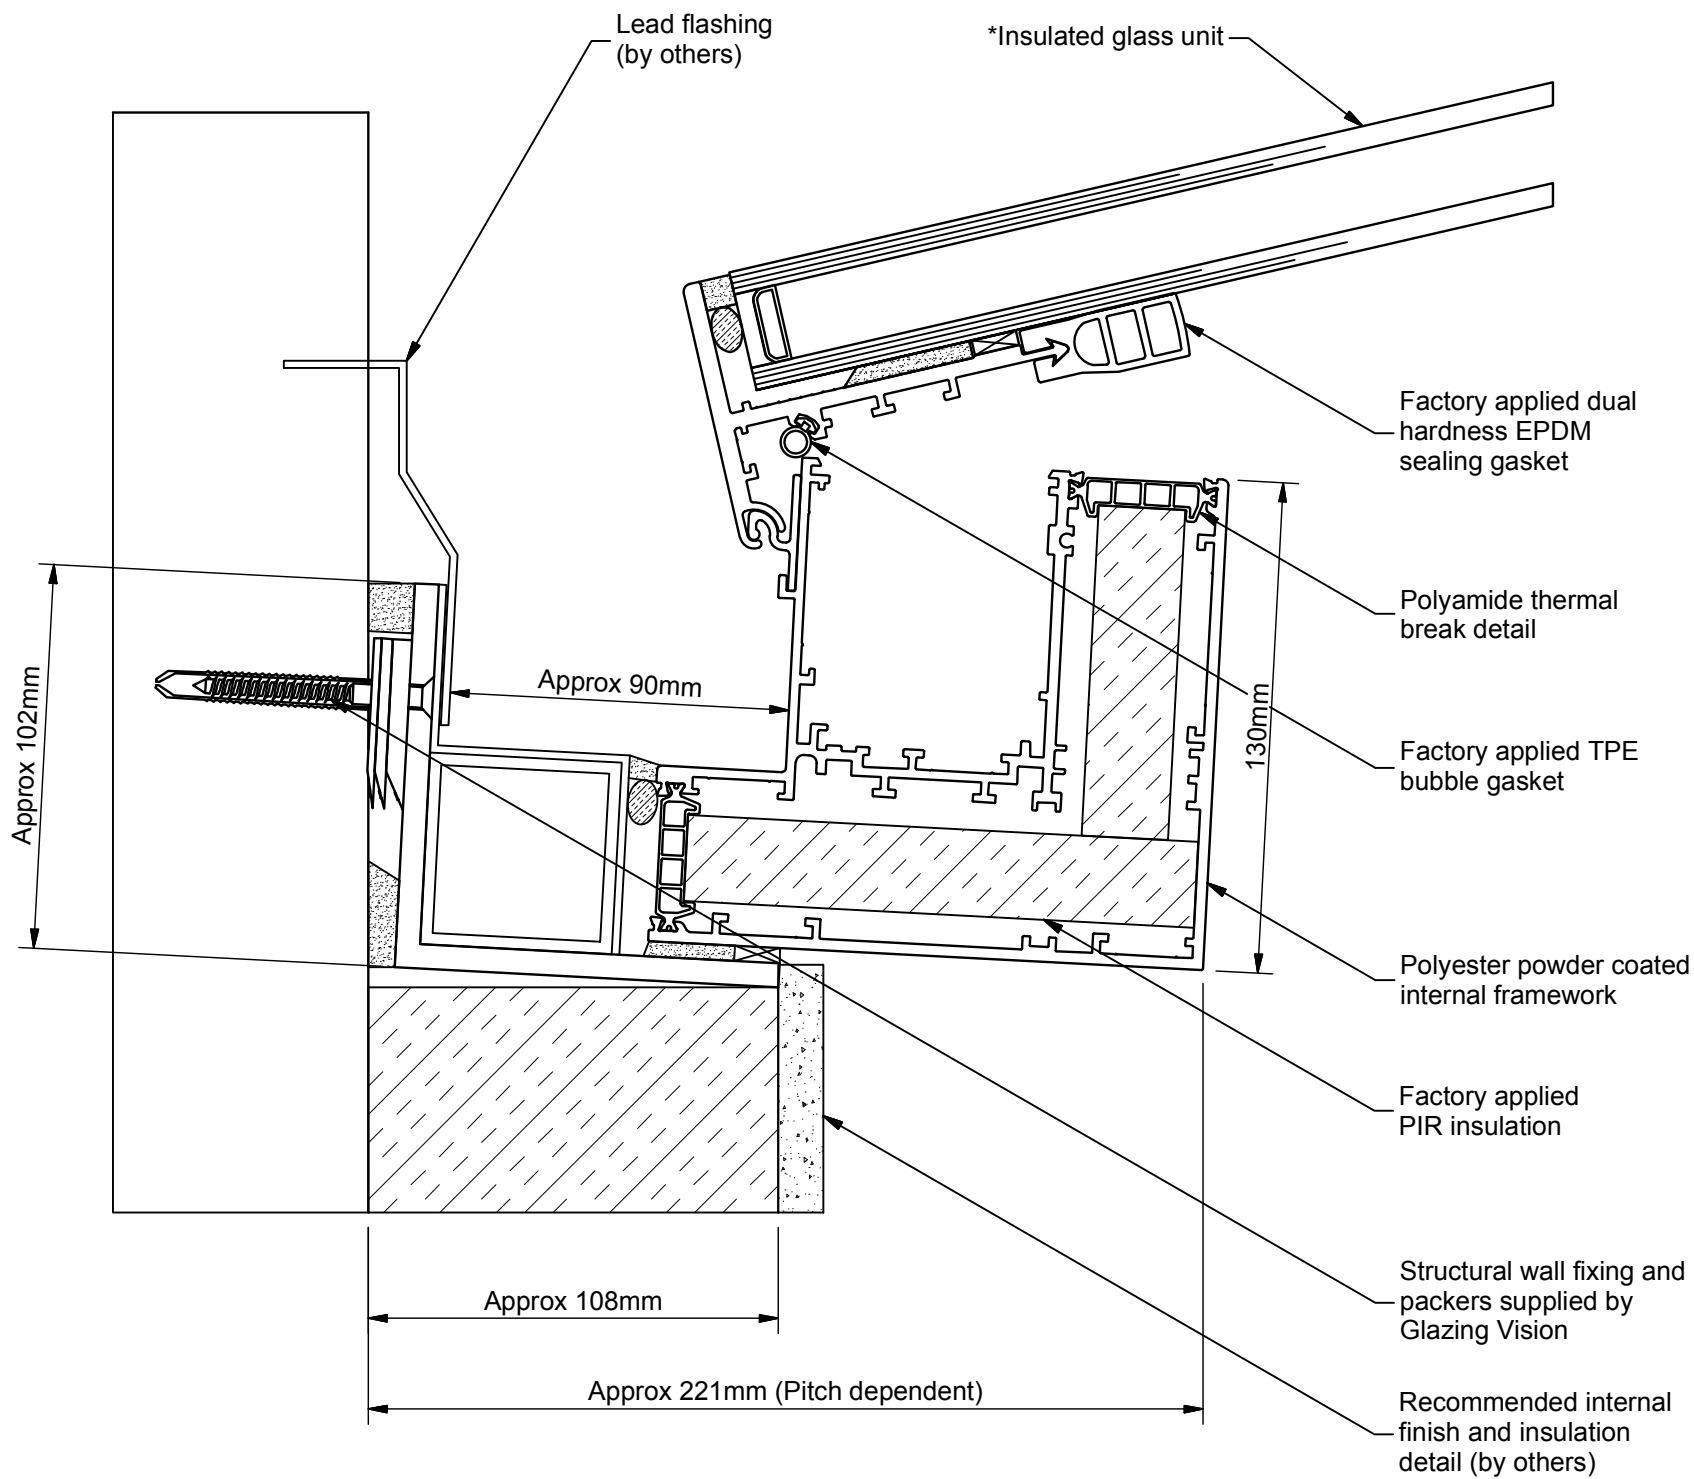 Lead flashing
(by others)
*Insulated glass unit
Factory applied dual
hardness EPDM
sealing gasket
Polyamide thermal
break detail
Approx 90mm
Approx 102mm
130mm
Factory applied TPE
bubble gasket
Polyester powder coated
internal framework
Factory applied
PIR insulation
Structural wall fixing and
packers supplied by
Glazing Vision
Approx 108mm
Approx 221mm (Pitch dependent)
Recommended internal
finish and insulation
detail (by others)